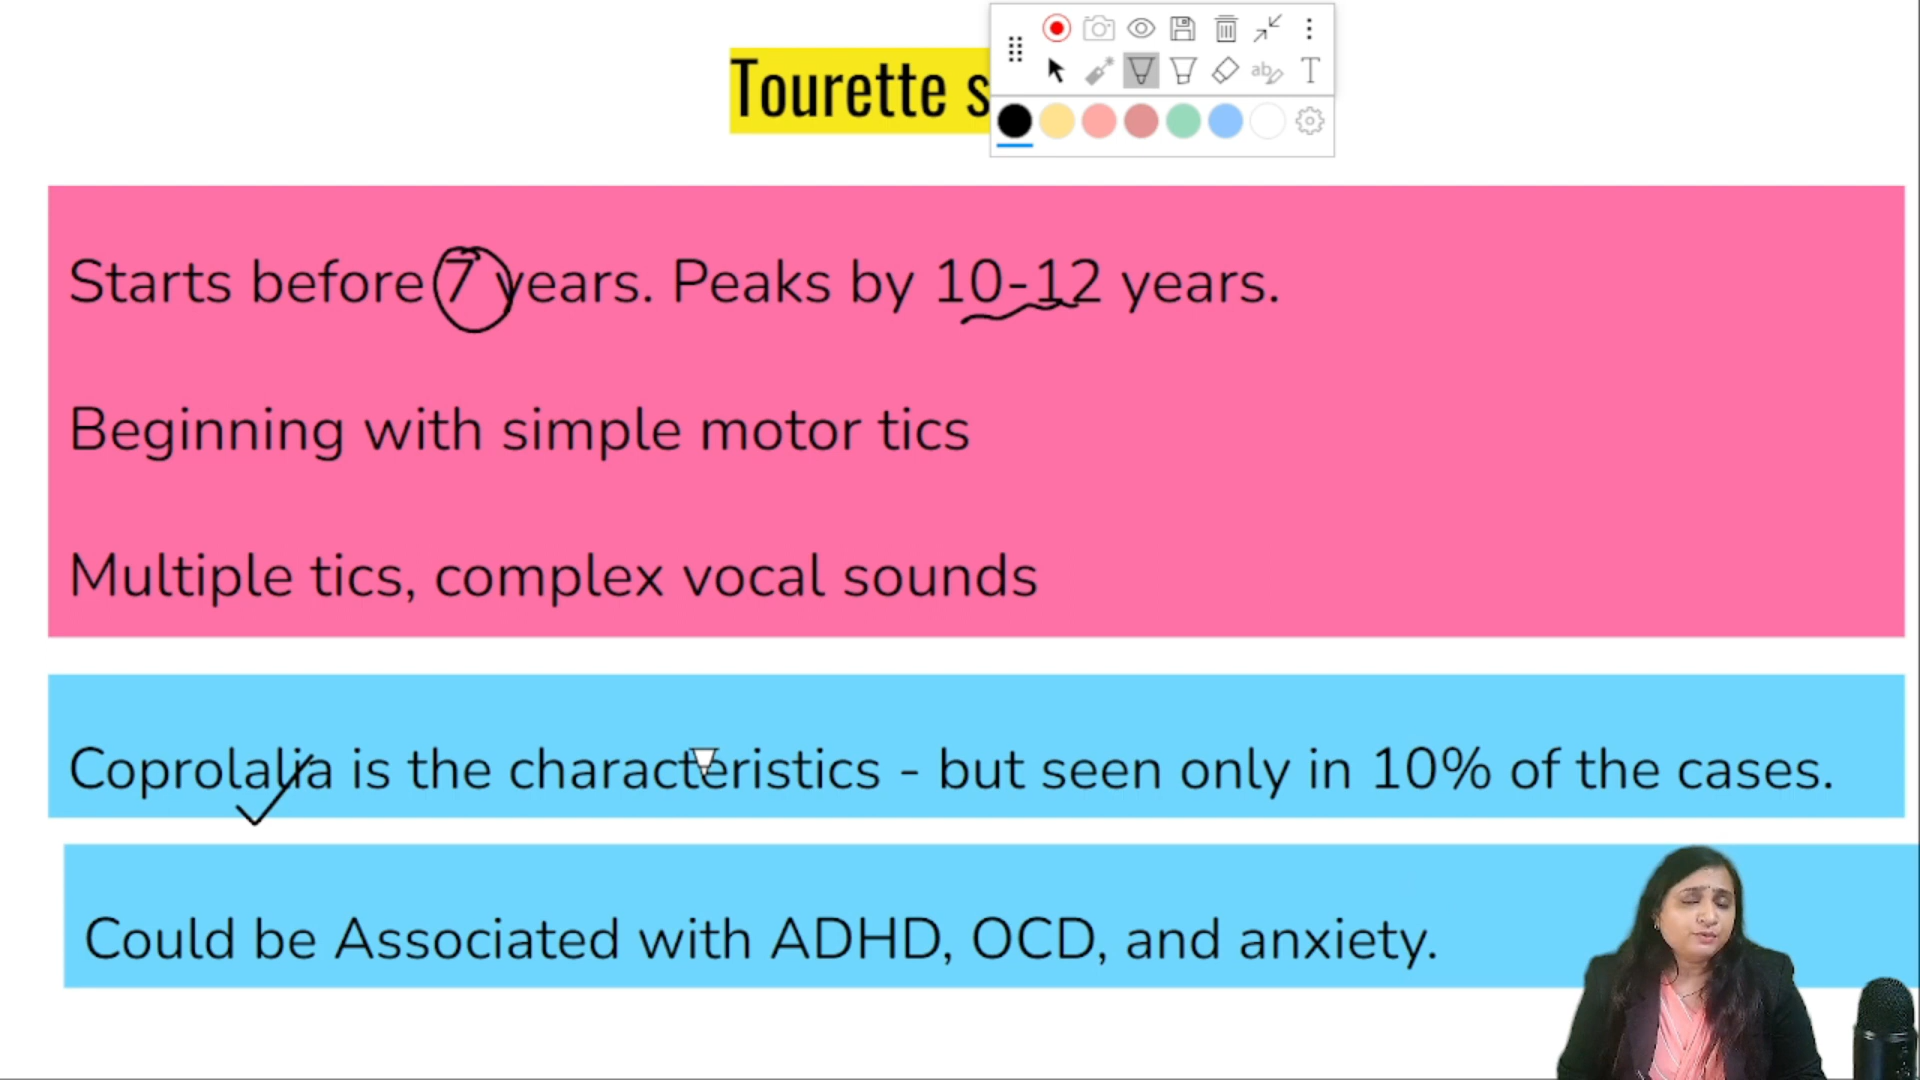 Tourette s
Starts before 7 years. Peaks by 10-12 years.
Beginning with simple motor tics
Multiple tics, complex vocal sounds
Coprolalia is the characteristics - but seen only in 10% of the cases.
Could be Associated with ADHD, OCD, and anxiety.